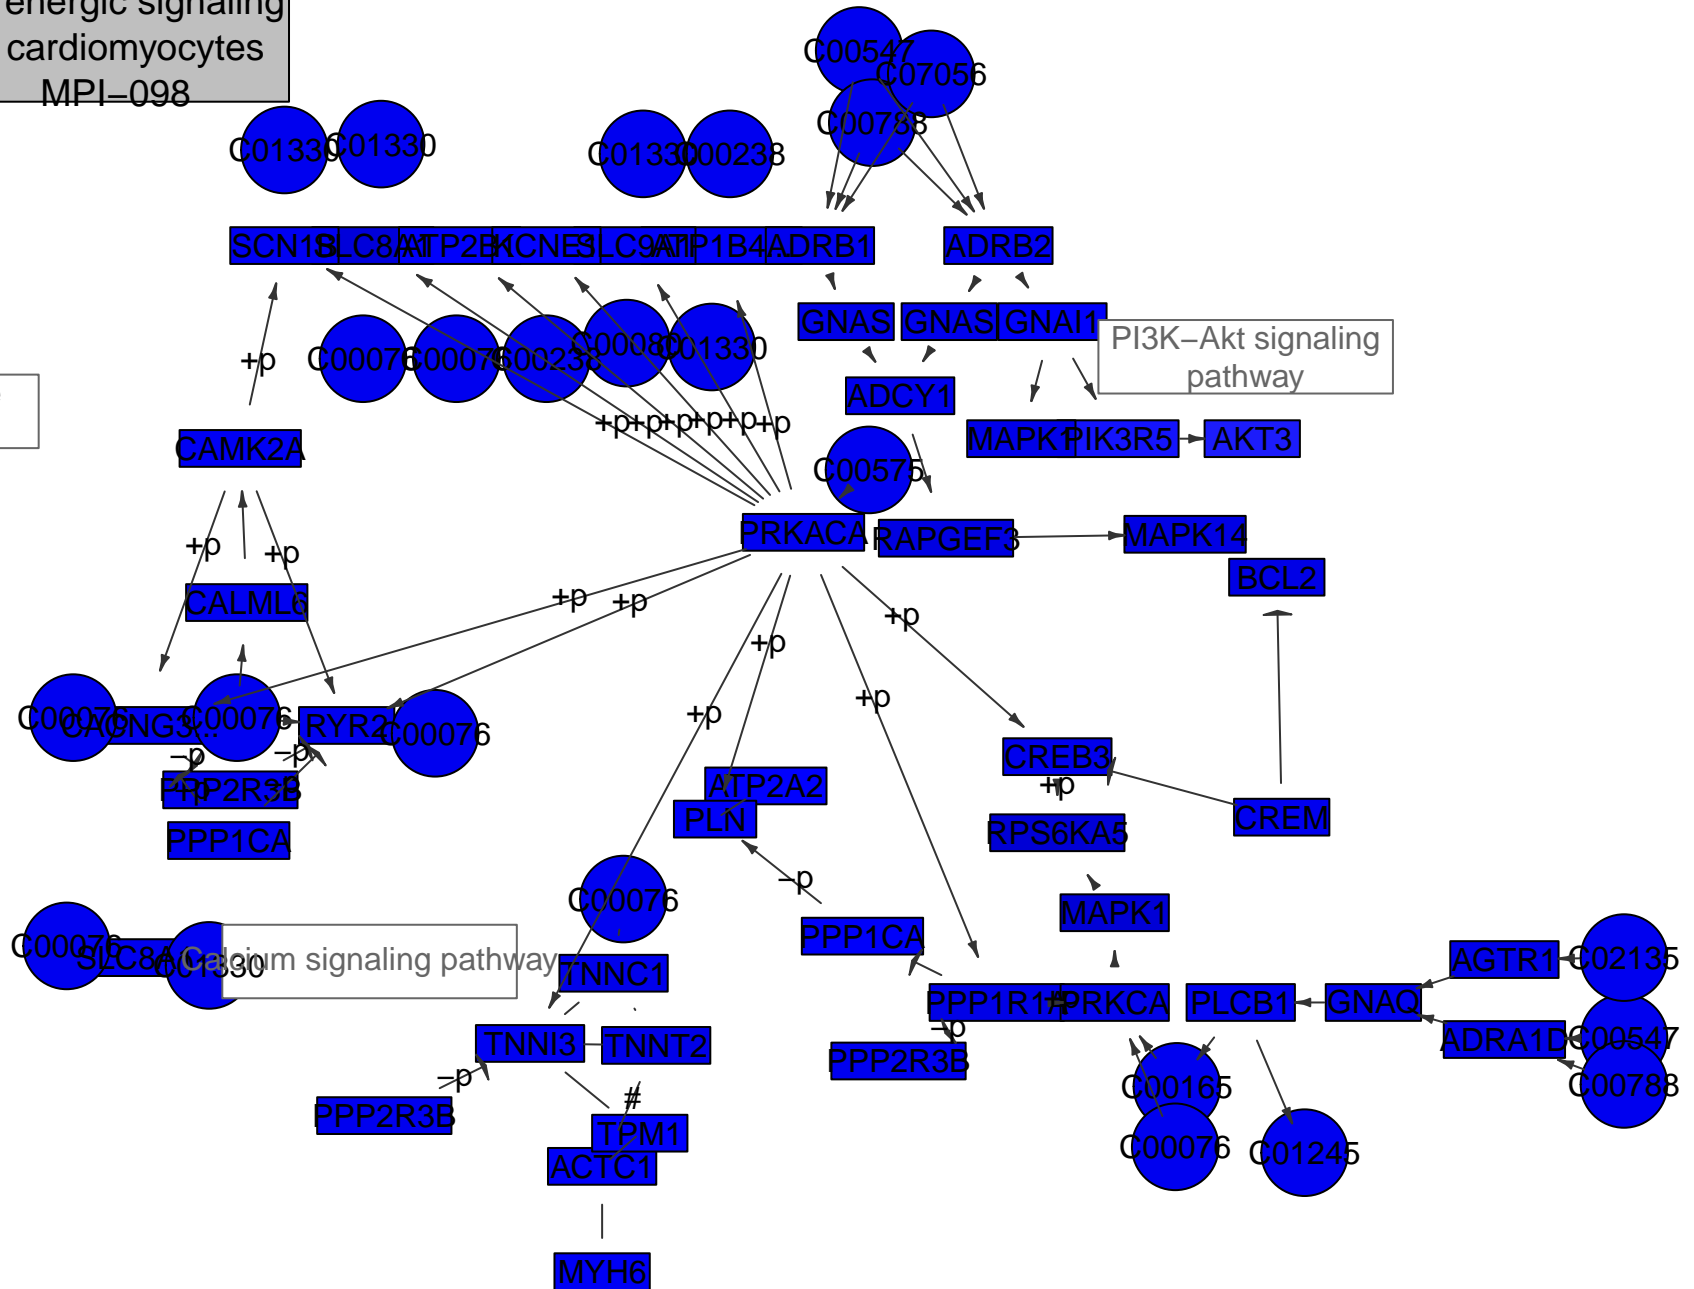 energic signaling
cardiomyocytes
MPI−098
C00547
C07056
C00788
C01330
C01330
C01330
C00238
SCN1B
SLC8A1
ATP2B
KCNE1
SLC9A1
ATP1B4...
ADRB1
ADRB2
GNAS
GNAS
GNAI1
PI3K−Akt signaling
pathway
C00076
C00076
C00238
C00080
C01330
+p
ADCY1
+p
+p
+p
+p
+p
+p
CAMK2A
MAPK1
PIK3R5
AKT3
C00575
PRKACA
RAPGEF3
MAPK14
+p
+p
BCL2
CALML6
+p
+p
+p
+p
+p
+p
C00076
CACNG3...
C00076
RYR2
C00076
−p
−p
CREB3
+p
PPP2R3B
+p
−p
ATP2A2
PLN
CREM
PPP1CA
RPS6KA5
−p
C00076
MAPK1
PPP1CA
C00076
SLC8A1
C01330
Calcium signaling pathway
TNNC1
AGTR1
C02135
PPP1R1A
+p
PRKCA
PLCB1
GNAQ
−p
TNNI3
TNNT2
ADRA1D
C00547
PPP2R3B
−p
C00165
C00788
#
PPP2R3B
TPM1
C00076
C01245
ACTC1
MYH6